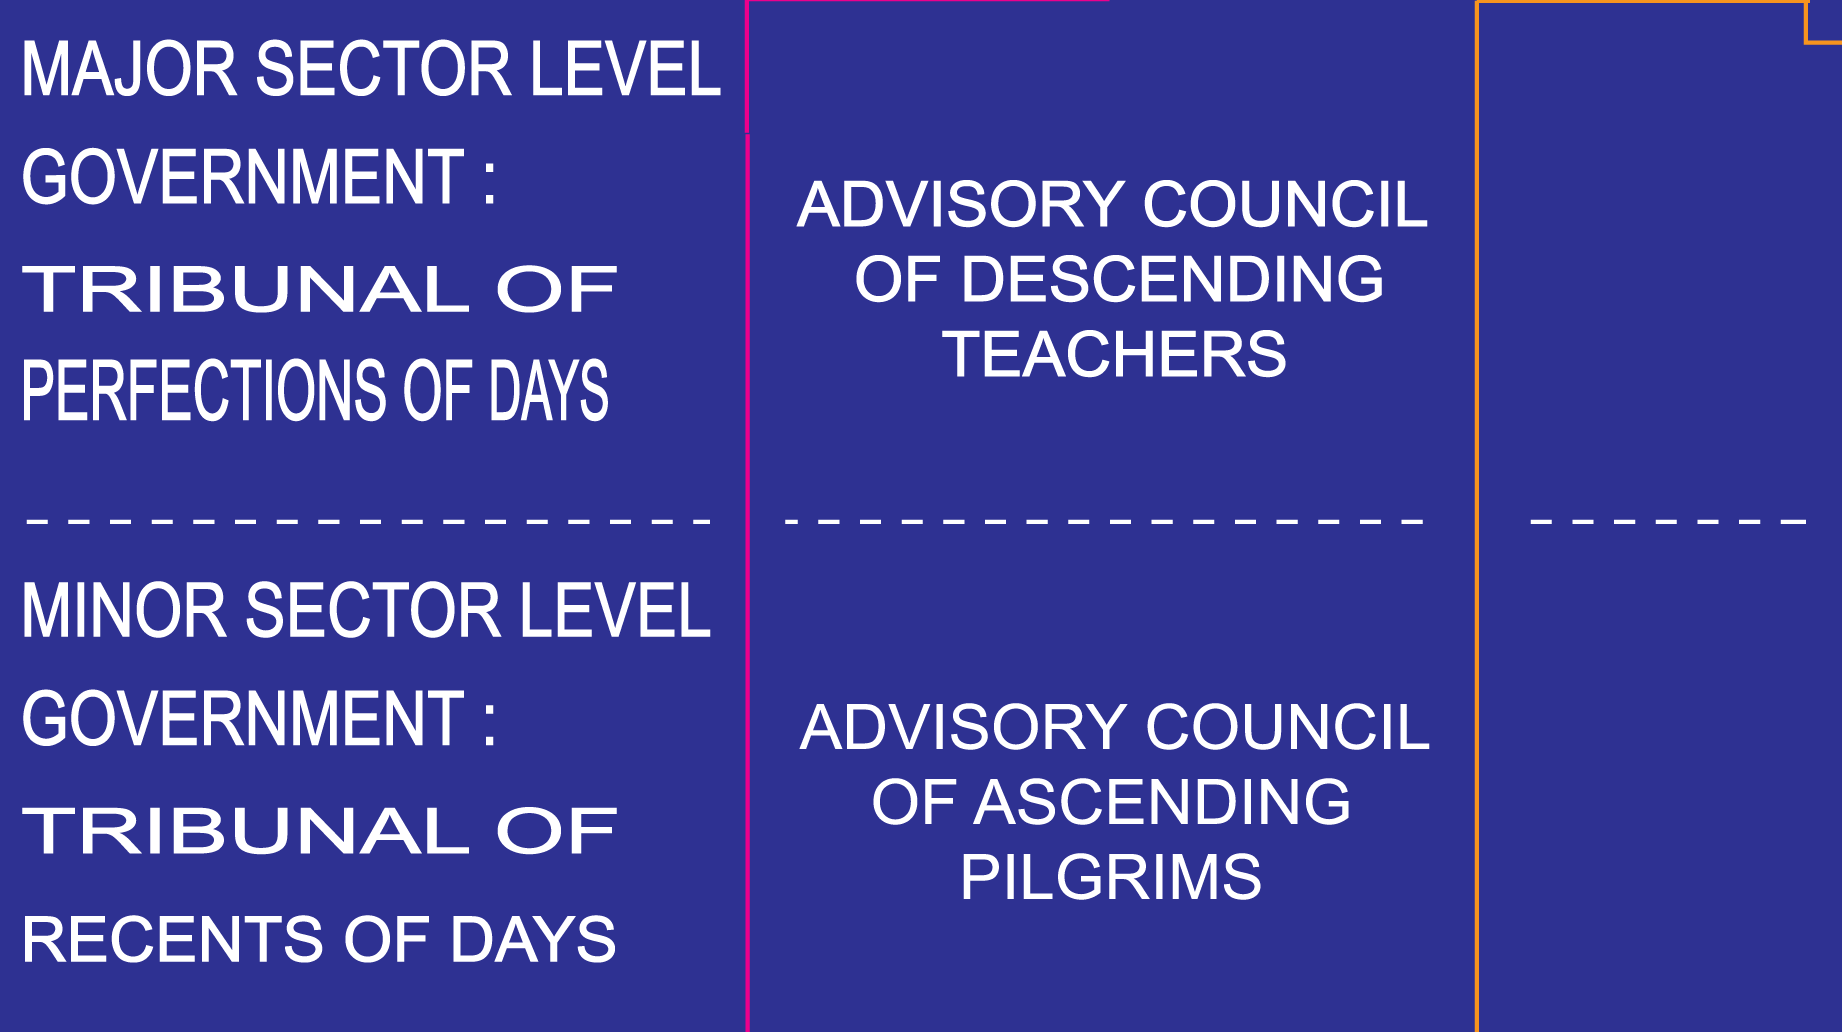 MAJOR SECTOR LEVEL
GOVERNMENT :
TRIBUNAL OF
PERFECTIONS OF DAYS
ADVISORY COUNCIL
OF DESCENDING
TEACHERS
MINOR SECTOR LEVEL
GOVERNMENT :
TRIBUNAL OF
RECENTS OF DAYS
ADVISORY COUNCIL
OF ASCENDING
PILGRIMS